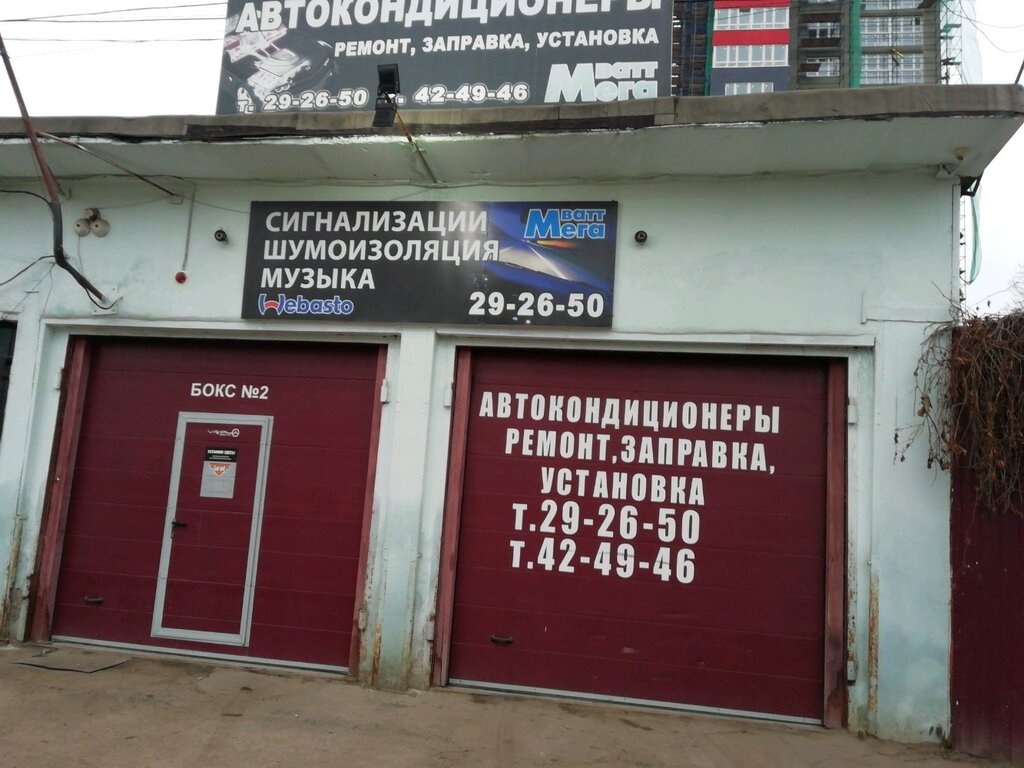 АВТОКОНДИЦИОНЕРЫ
РЕМОНТ, ЗАПРАВКА, УСТАНОВКА
т. 29-26-50 т. 42-49-46
Мега ватт
СИГНАЛИЗАЦИИ
ШУМОИЗОЛЯЦИЯ
МУЗЫКА
Webasto
Мега ватт
29-26-50
БОКС №2
АВТОКОНДИЦИОНЕРЫ
РЕМОНТ,ЗАПРАВКА,
УСТАНОВКА
т.29-26-50
т.42-49-46